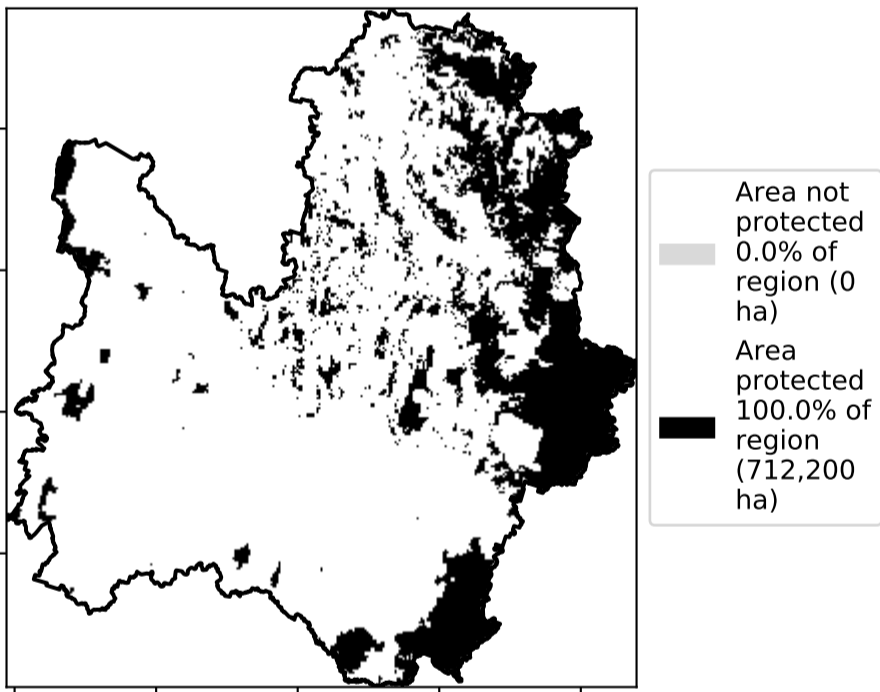 Area not
protected
0.0% of
region (0
ha)
Area
protected
100.0% of
region
(712,200
ha)